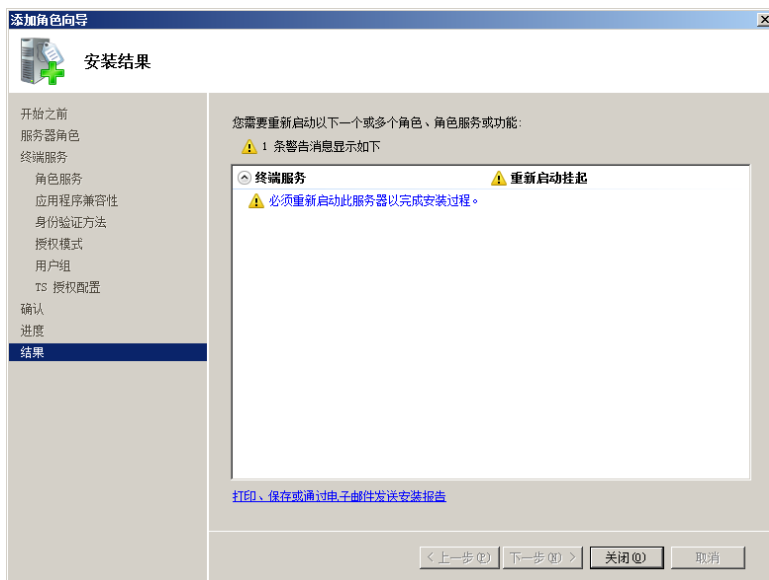 添加角色向导
安装结果
开始之前
服务器角色
终端服务
角色服务
应用程序兼容性
身份验证方法
授权模式
用户组
TS 授权配置
确认
进度
结果
您需要重新启动以下一个或多个角色、角色服务或功能:
1 条警告消息显示如下
终端服务 重新启动挂起
必须重新启动此服务器以完成安装过程。
打印、保存或通过电子邮件发送安装报告
< 上一步(P) 下一步(N) > 关闭(O) 取消